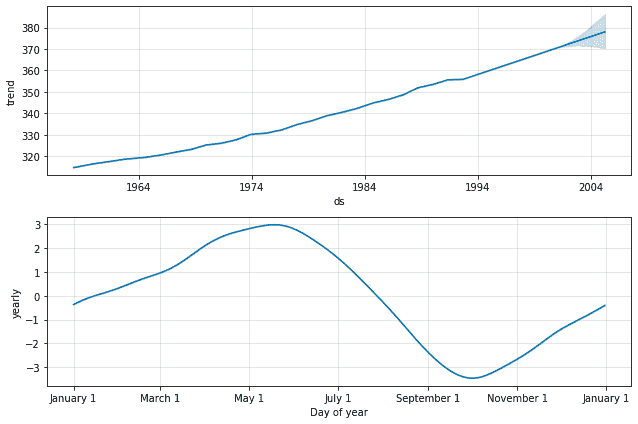 380
370
360
350
340
330
320
trend
1964
1974
1984
1994
2004
ds
3
2
1
0
−1
−2
−3
yearly
January 1
March 1
May 1
July 1
September 1
November 1
January 1
Day of year